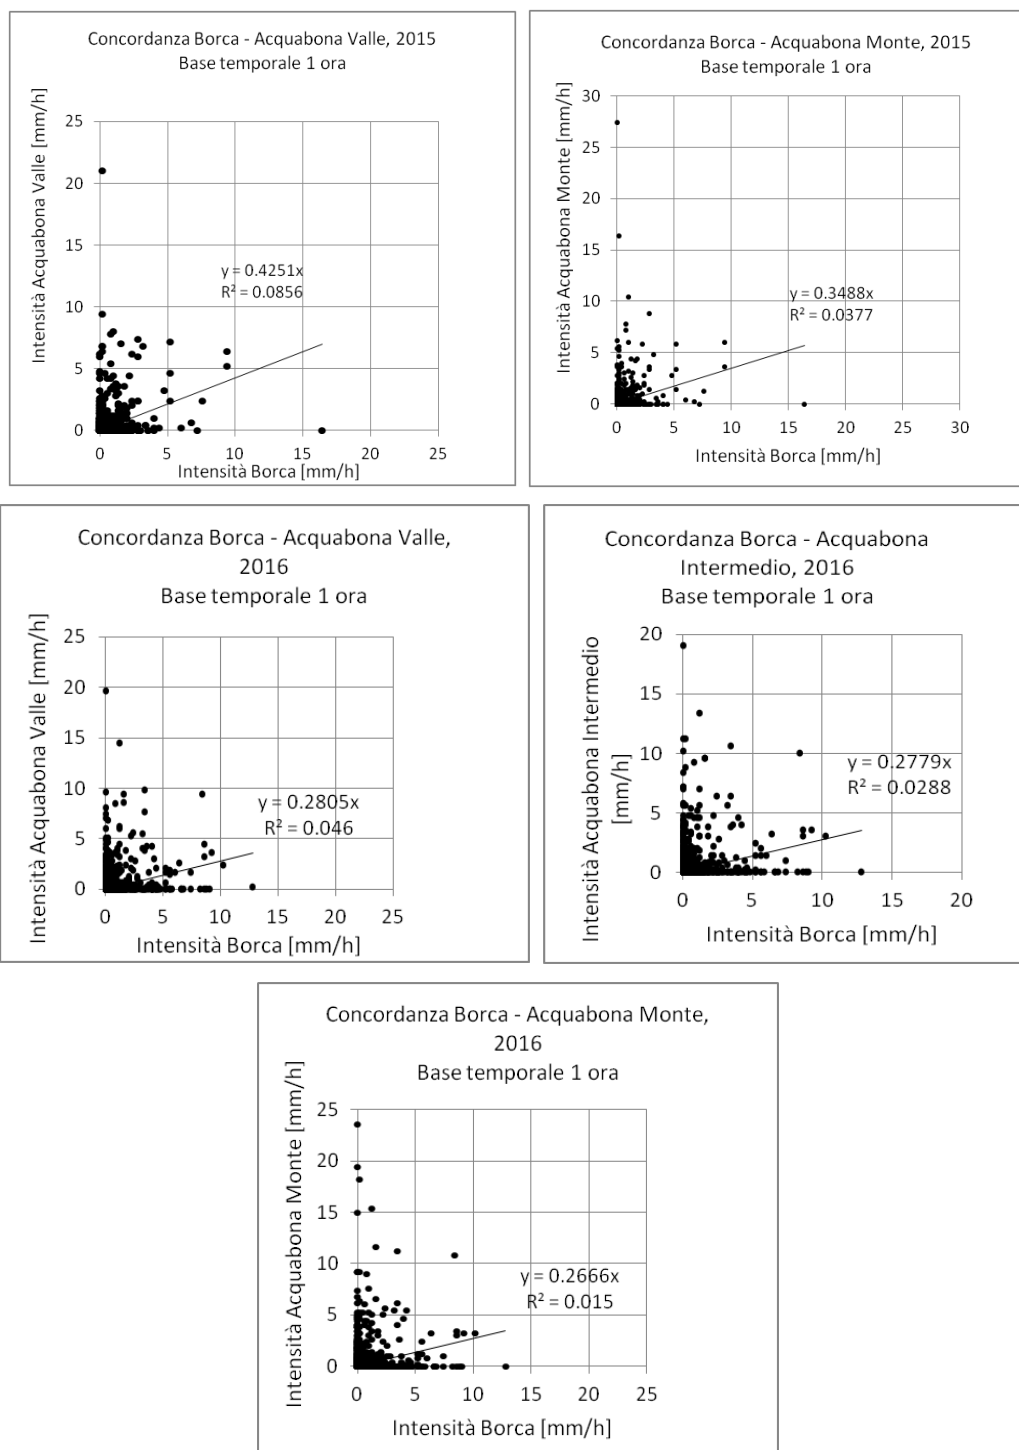 Concordanza Borca - Acquabona Valle, 2015
Base temporale 1 ora
Intensità Acquabona Valle [mm/h]
25
20
15
10
5
0
y = 0.4251x
R² = 0.0856
0 5 10 15 20 25
Intensità Borca [mm/h]
Concordanza Borca - Acquabona Monte, 2015
Base temporale 1 ora
Intensità Acquabona Monte [mm/h]
30
25
20
15
10
5
0
y = 0.3488x
R² = 0.0377
0 5 10 15 20 25 30
Intensità Borca [mm/h]
Concordanza Borca - Acquabona Valle,
2016
Base temporale 1 ora
Intensità Acquabona Valle [mm/h]
25
20
15
10
5
0
y = 0.2805x
R² = 0.046
0 5 10 15 20 25
Intensità Borca [mm/h]
Concordanza Borca - Acquabona
Intermedio, 2016
Base temporale 1 ora
Intensità Acquabona Intermedio
[mm/h]
20
15
10
5
0
y = 0.2779x
R² = 0.0288
0 5 10 15 20
Intensità Borca [mm/h]
Concordanza Borca - Acquabona Monte,
2016
Base temporale 1 ora
Intensità Acquabona Monte [mm/h]
25
20
15
10
5
0
y = 0.2666x
R² = 0.015
0 5 10 15 20 25
Intensità Borca [mm/h]